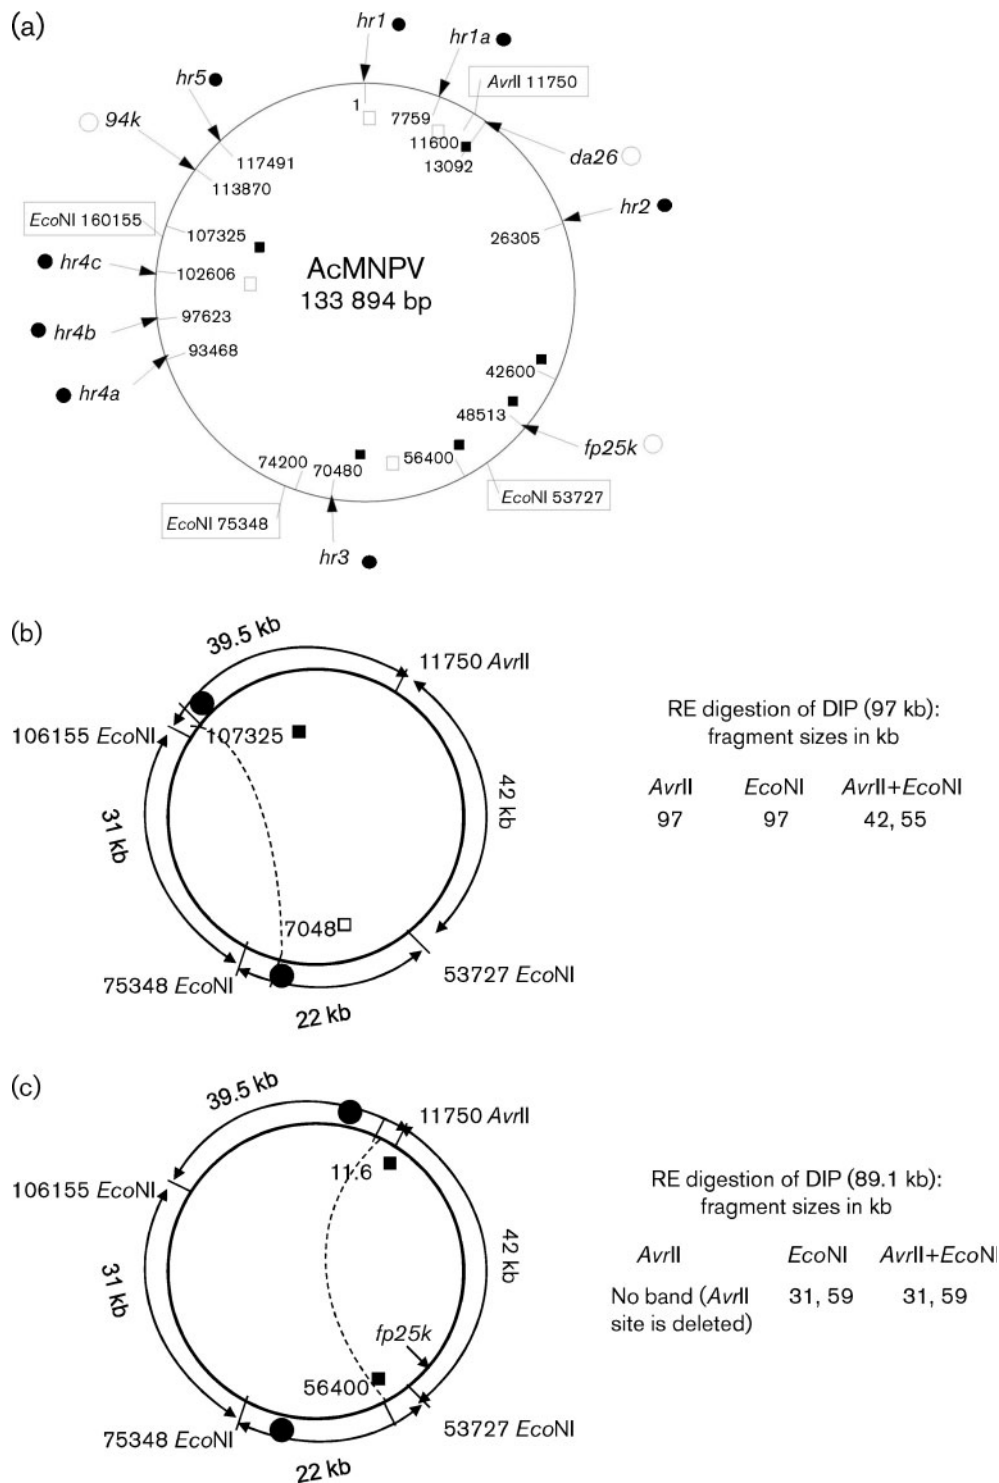 (a)
hr1
hr1a
hr5
AvrII 11750
94k
1
7759
11600
13092
da26
117491
113870
hr2
EcoNI 160155
107325
26305
hr4c
102606
AcMNPV
133 894 bp
hr4b
97623
93468
hr4a
42600
48513
fp25k
74200
70480
56400
EcoNI 53727
EcoNI 75348
hr3
(b)
39.5 kb
11750 AvrII
106155 EcoNI
107325
42 kb
31 kb
7048
75348 EcoNI
53727 EcoNI
22 kb
RE digestion of DIP (97 kb):
fragment sizes in kb
AvrII EcoNI AvrII+EcoNI
97 97 42, 55
(c)
39.5 kb
11750 AvrII
11.6
106155 EcoNI
42 kb
31 kb
fp25k
56400
75348 EcoNI
53727 EcoNI
22 kb
RE digestion of DIP (89.1 kb):
fragment sizes in kb
AvrII EcoNI AvrII+EcoNI
No band (AvrII 31, 59 31, 59
site is deleted)